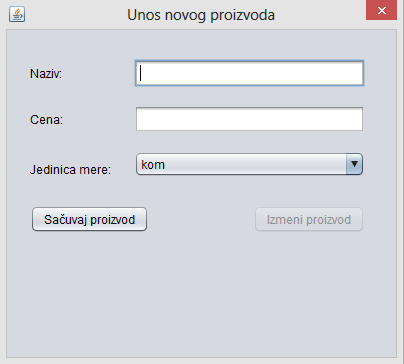 Unos novog proizvoda
Naziv:
Cena:
Jedinica mere:
kom
Sačuvaj proizvod
Izmeni proizvod